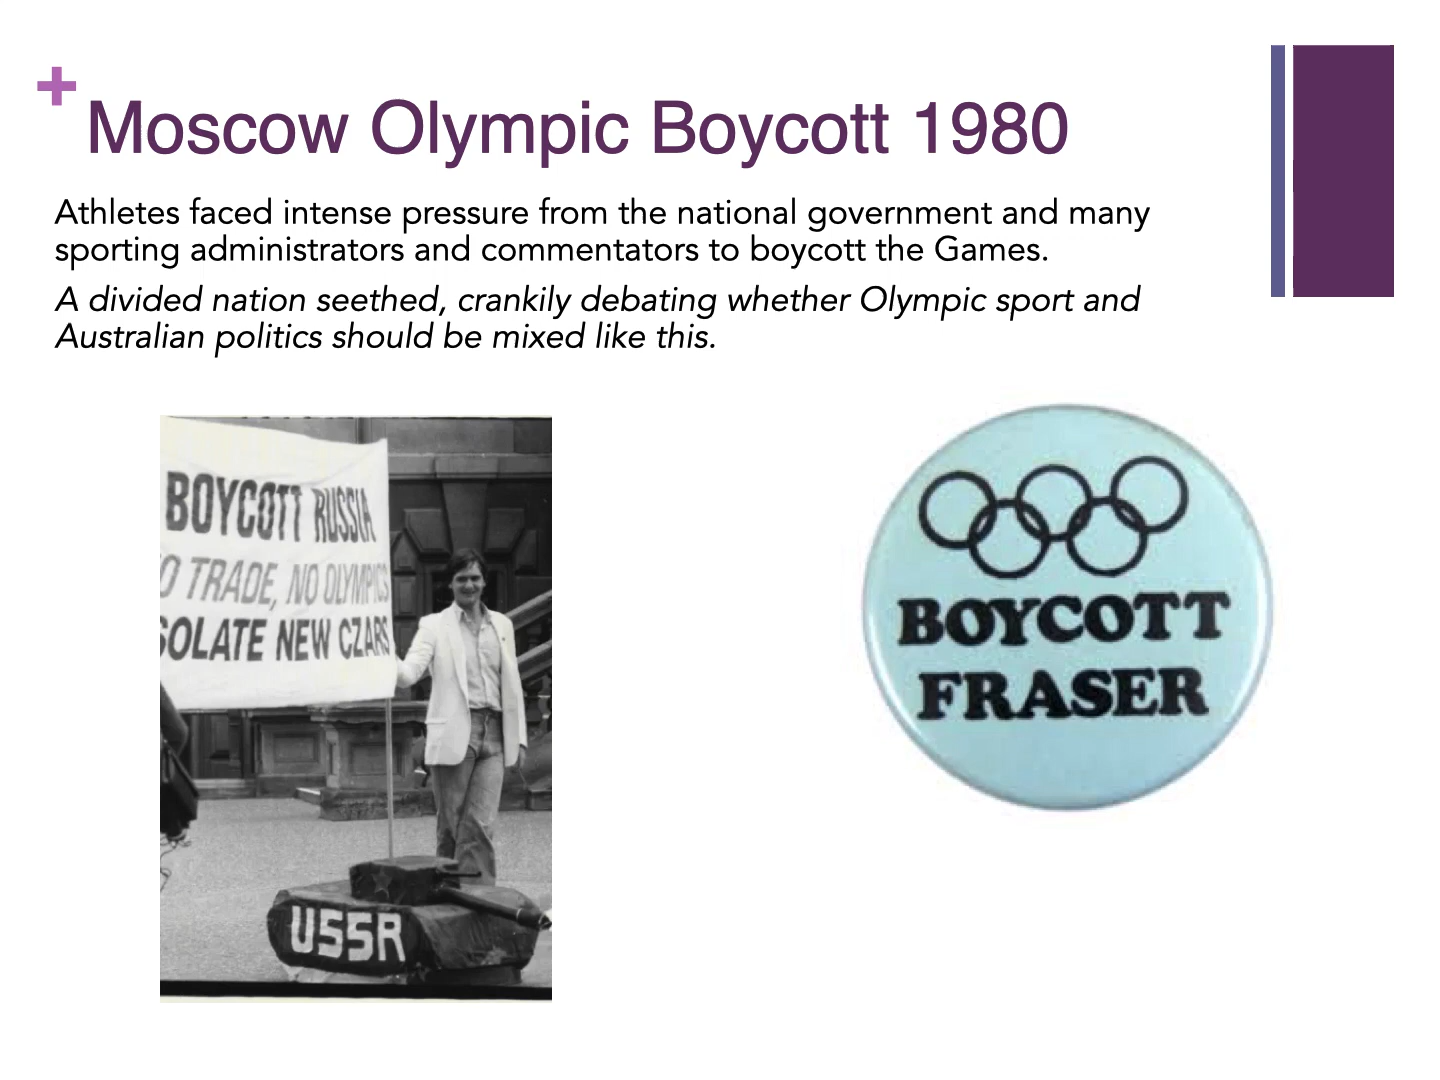 +
Moscow Olympic Boycott 1980
Athletes faced intense pressure from the national government and many
sporting administrators and commentators to boycott the Games.
A divided nation seethed, crankily debating whether Olympic sport and
Australian politics should be mixed like this.
BOYCOTT RUSSIA
O TRADE, NO OLYMPICS
SOLATE NEW CZARS
USSR
BOYCOTT
FRASER